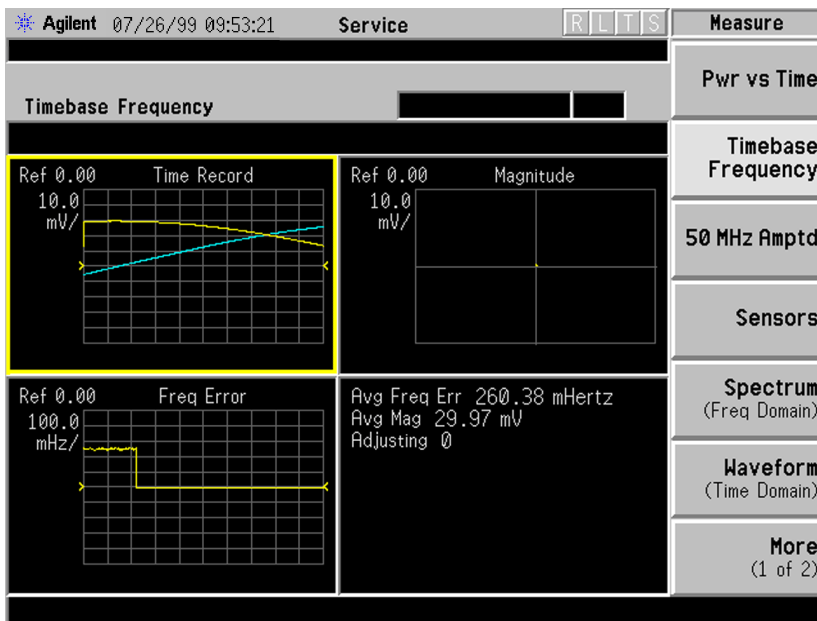 Agilent 07/26/99 09:53:21 Service R L T S Measure
Timebase Frequency
Ref 0.00 Time Record
10.0
mV/
Ref 0.00 Magnitude
10.0
mV/
Ref 0.00 Freq Error
100.0
mHz/
Avg Freq Err 260.38 mHertz
Avg Mag 29.97 mV
Adjusting 0
Pwr vs Time
Timebase
Frequency
50 MHz Amptd
Sensors
Spectrum
(Freq Domain)
Waveform
(Time Domain)
More
(1 of 2)